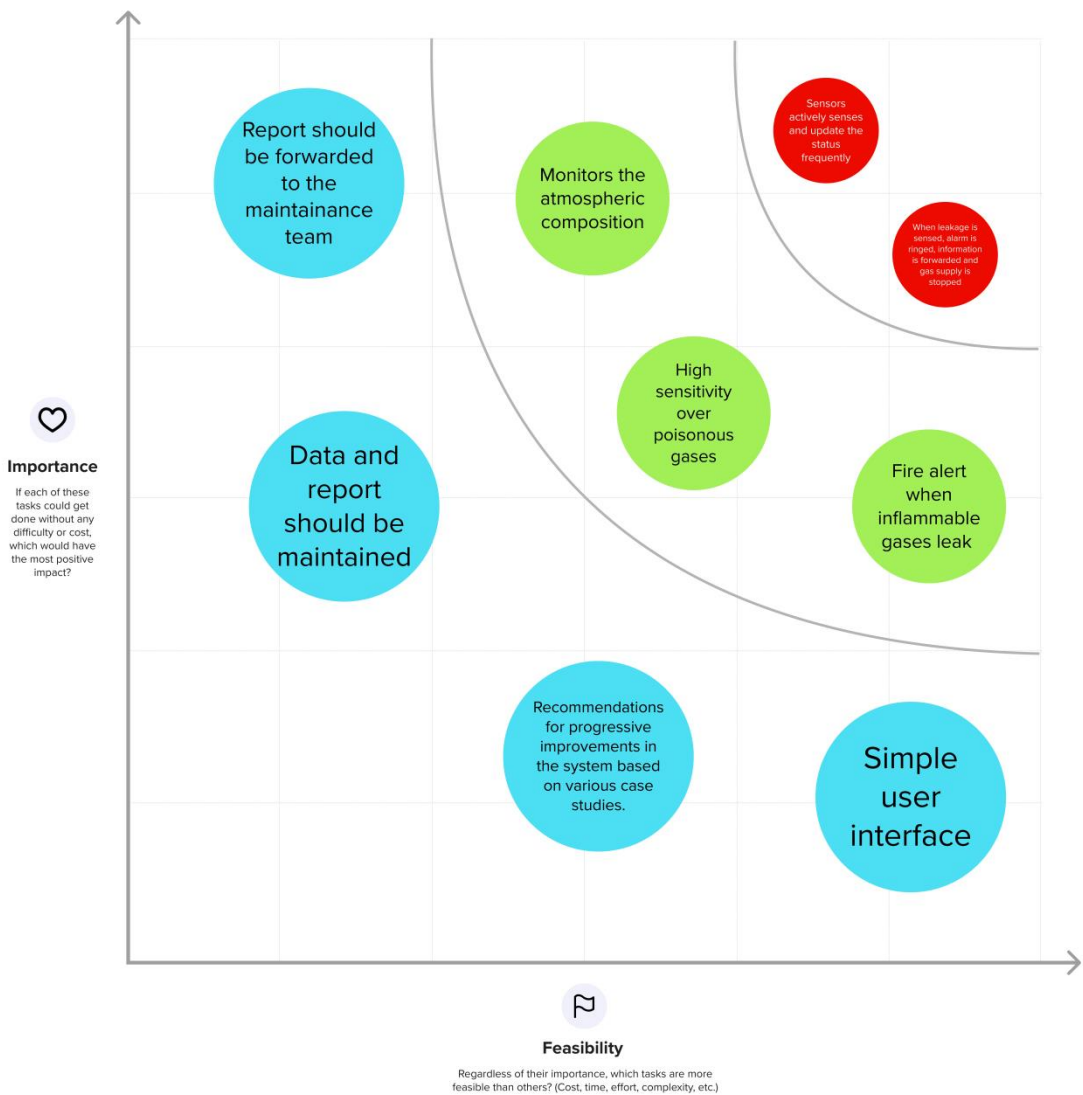 Report should
be forwarded
to the
maintainance
team
Monitors the
atmospheric
composition
Sensors
actively senses
and update the
status
frequently
When leakage is
sensed, alarm is
ringed, information
is forwarded and
gas supply is
stopped
High
sensitivity
over
poisonous
gases
Data and
report
should be
maintained
Fire alert
when
inflammable
gases leak
Importance
If each of these
tasks could get
done without any
difficulty or cost,
which would have
the most positive
impact?
Recommendations
for progressive
improvements in
the system based
on various case
studies.
Simple
user
interface
Feasibility
Regardless of their importance, which tasks are more
feasible than others? (Cost, time, effort, complexity, etc.)